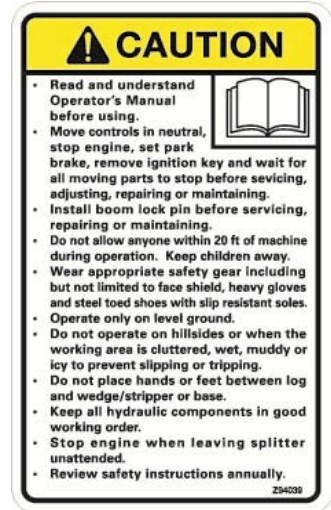 CAUTION
• Read and understand
Operator's Manual
before using.
• Move controls in neutral,
stop engine, set park
brake, remove ignition key and wait for
all moving parts to stop before sevicing,
adjusting, repairing or maintaining.
• Install boom lock pin before servicing,
repairing or maintaining.
• Do not allow anyone within 20 ft of machine
during operation. Keep children away.
• Wear appropriate safety gear including
but not limited to face shield, heavy gloves
and steel toed shoes with slip resistant soles.
• Operate only on level ground.
• Do not operate on hillsides or when the
working area is cluttered, wet, muddy or
icy to prevent slipping or tripping.
• Do not place hands or feet between log
and wedge/stripper or base.
• Keep all hydraulic components in good
working order.
• Stop engine when leaving splitter
unattended.
• Review safety instructions annually.
Z94039